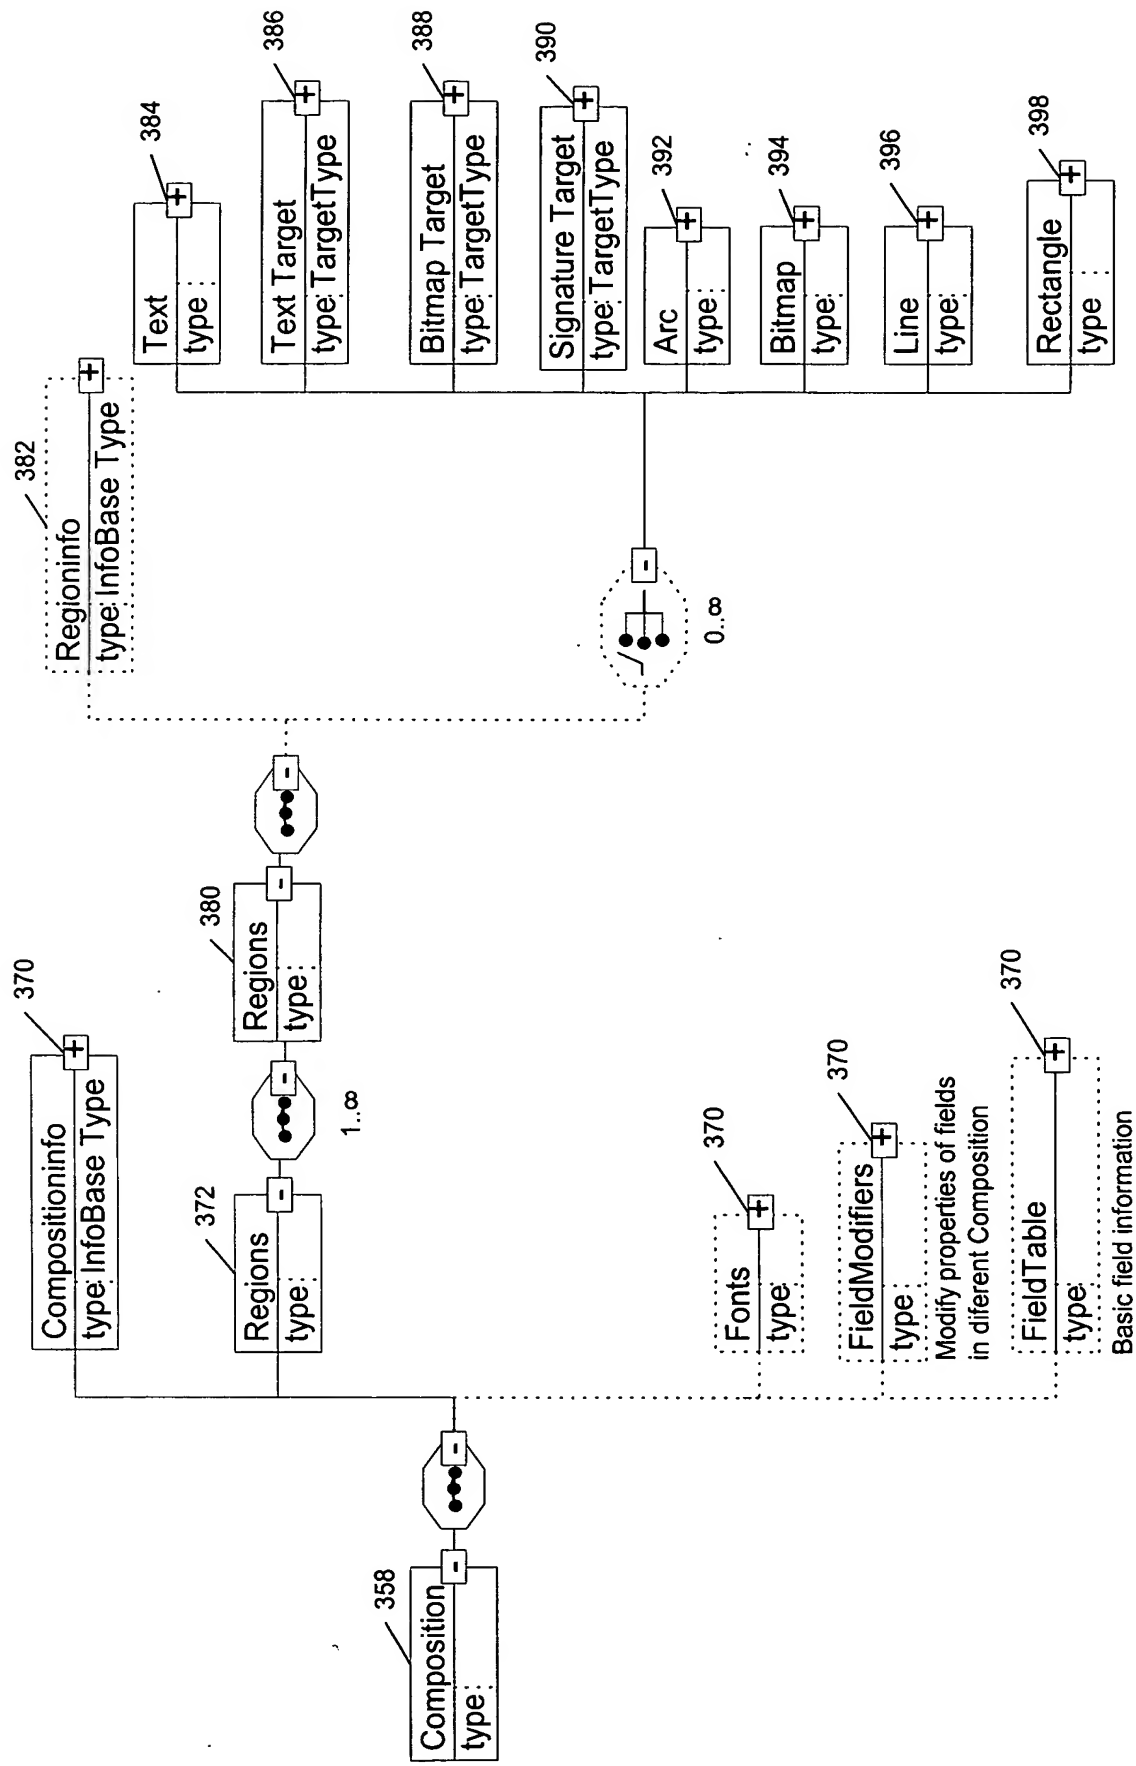 358
Composition
type:
370
Compositioninfo
type:InfoBase Type
372
Regions
type:
1..∞
380
Regions
type:
370
Fonts
type
370
FieldModifiers
type
Modify properties of fields
in diferent Composition
370
FieldTable
type
Basic field information
382
Regioninfo
type:InfoBase Type
0..∞
384
Text
type :
386
Text Target
type:TargetType
388
Bitmap Target
type:TargetType
390
Signature Target
type:TargetType
392
Arc
type:
394
Bitmap
type:
396
Line
type:
398
Rectangle
type :